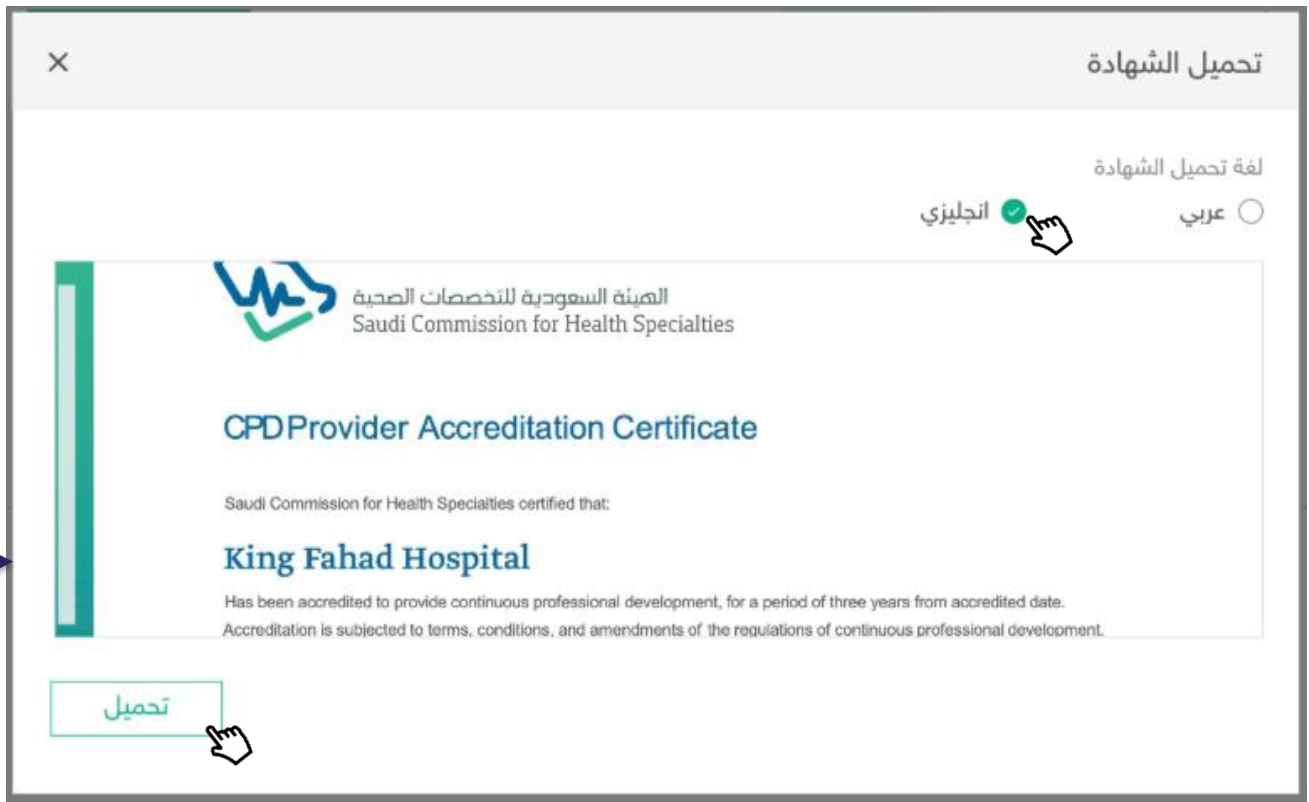 تحميل الشهادة
لغة تحميل الشهادة
عربي
انجليزي
الهيئة السعودية للتخصصات الصحية
Saudi Commission for Health Specialties
CPD Provider Accreditation Certificate
Saudi Commission for Health Specialties certified that:
King Fahad Hospital
Has been accredited to provide continuous professional development, for a period of three years from accredited date.
Accreditation is subjected to terms, conditions, and amendments of the regulations of continuous professional development.
تحميل